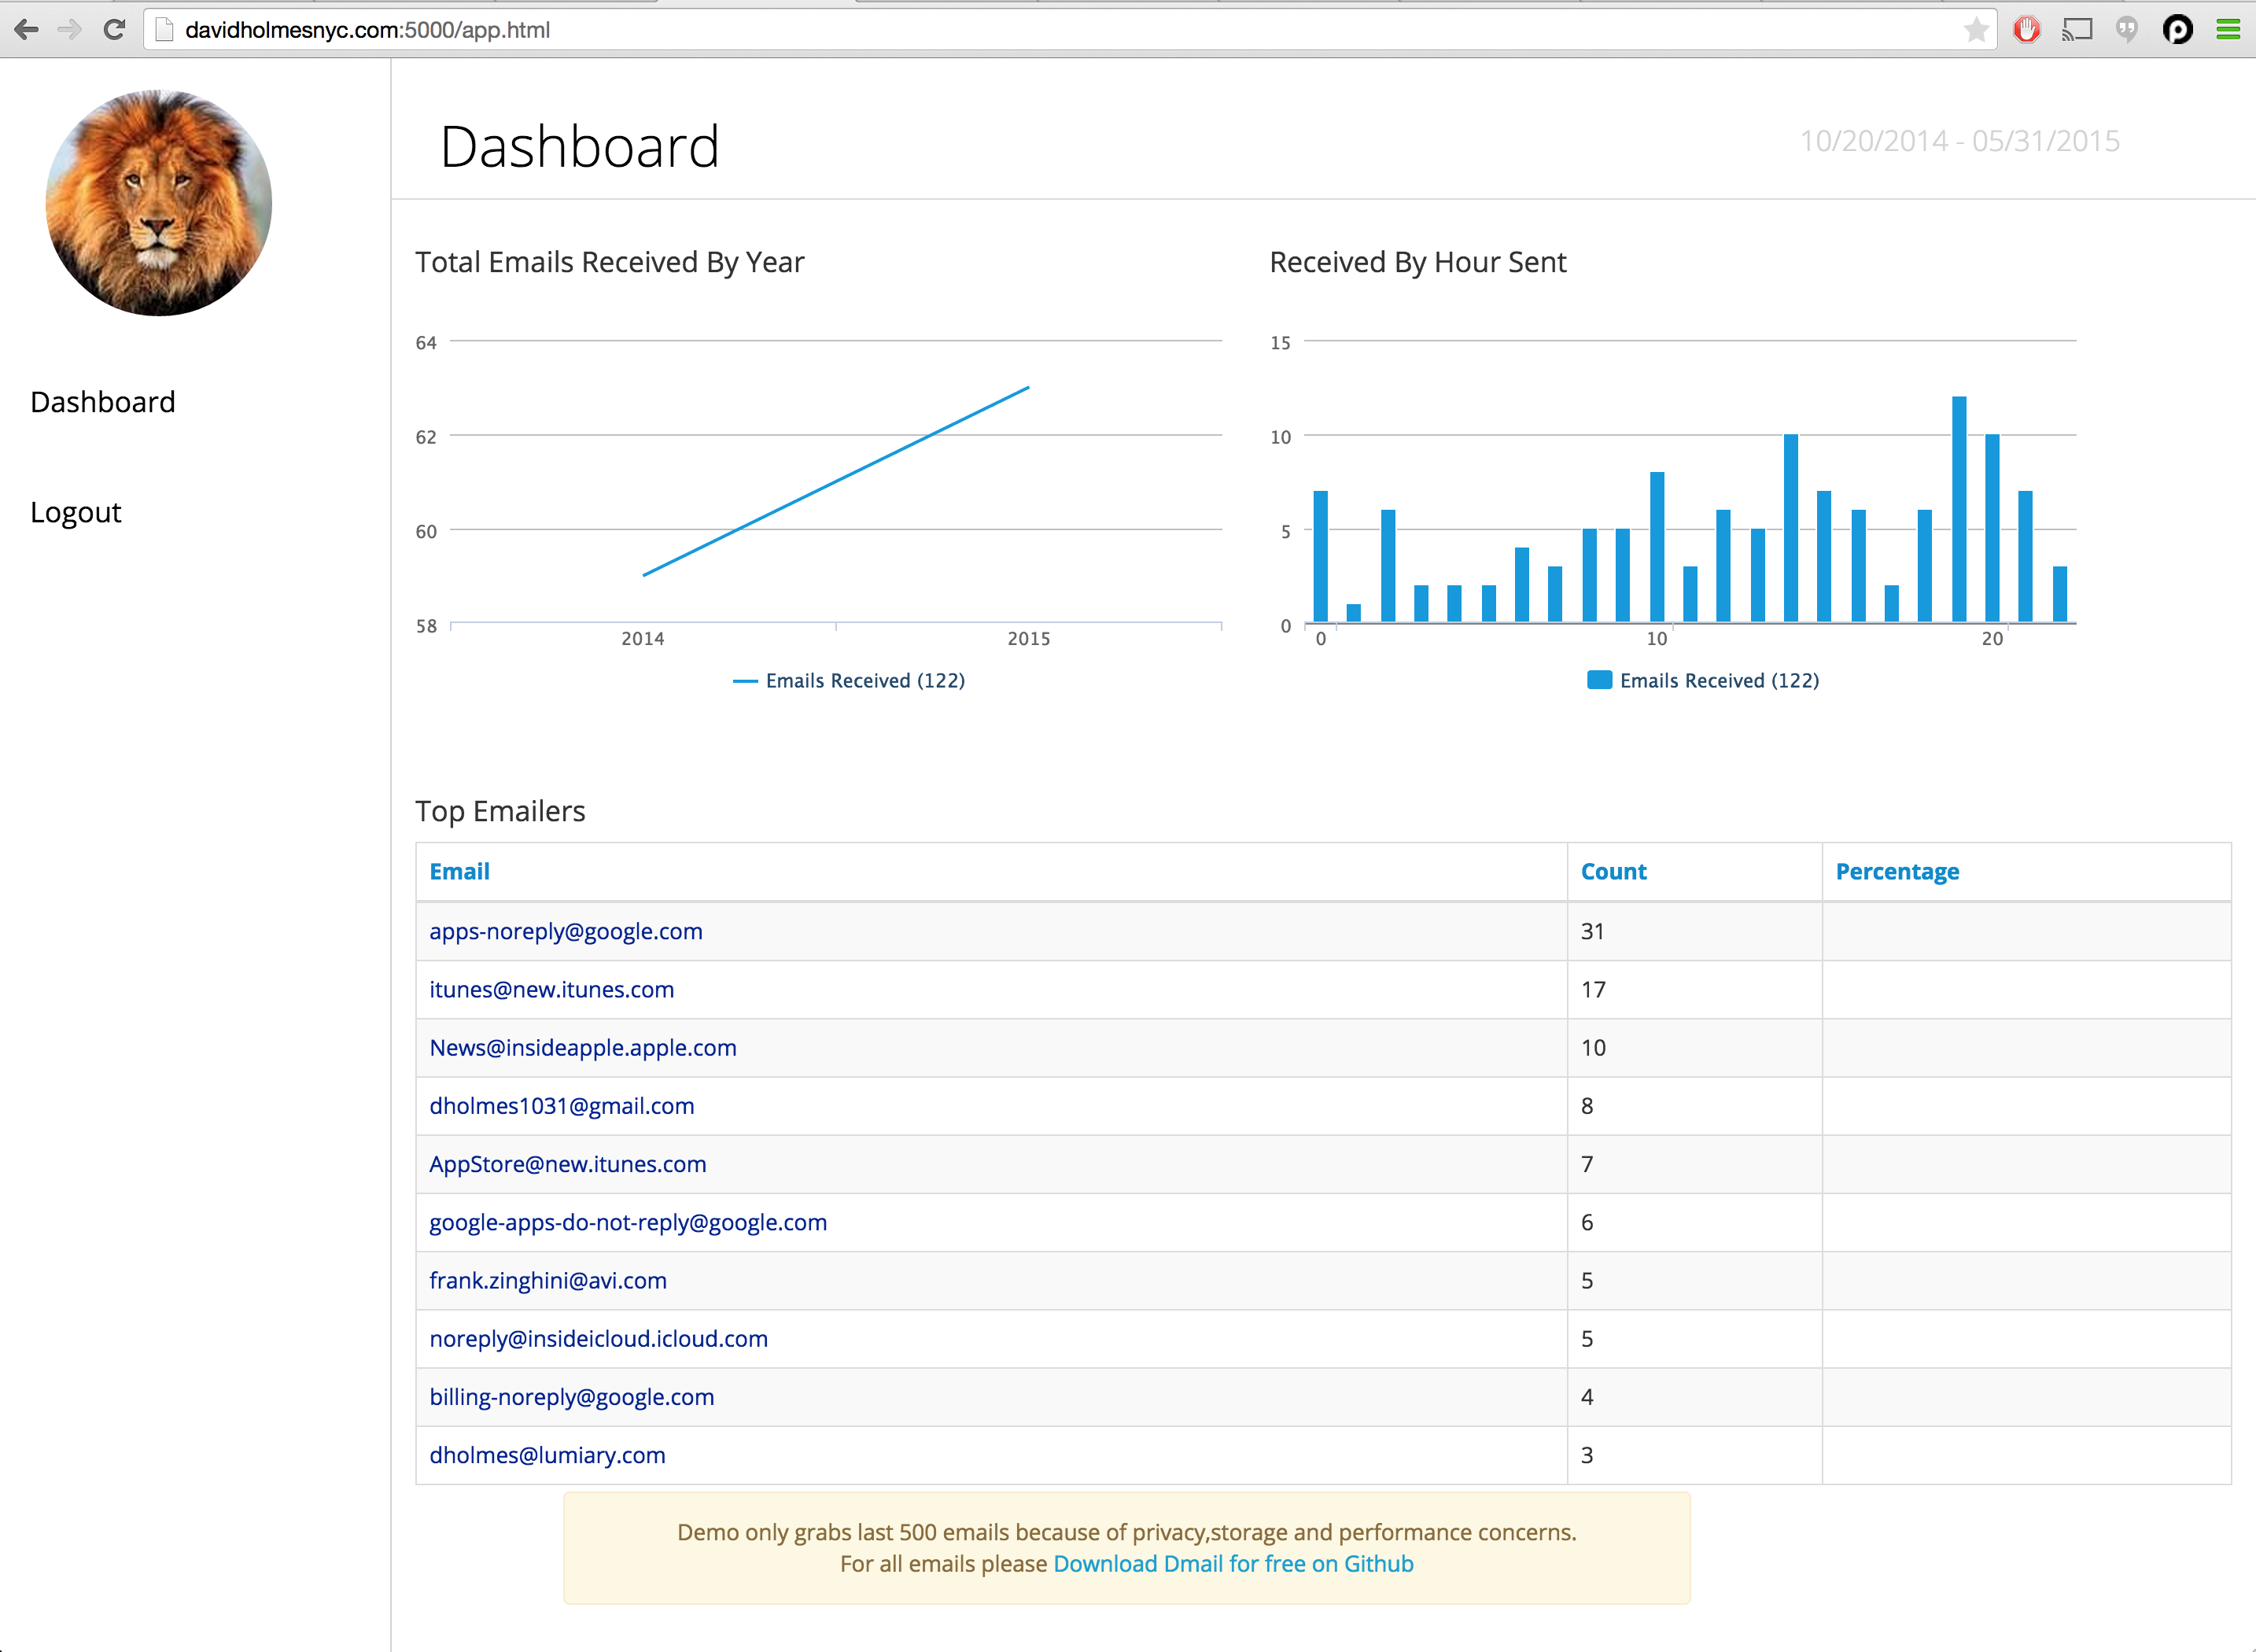 davidholmesnyc.com:5000/app.html
Dashboard
Logout
Dashboard
10/20/2014 - 05/31/2015
Total Emails Received By Year
64
62
60
58
2014 2015
Emails Received (122)
Received By Hour Sent
15
10
5
0
0 10 20
Emails Received (122)
Top Emailers
Email Count Percentage
apps-noreply@google.com 31
itunes@new.itunes.com 17
News@insideapple.apple.com 10
dholmes1031@gmail.com 8
AppStore@new.itunes.com 7
google-apps-do-not-reply@google.com 6
frank.zinghini@avi.com 5
noreply@insideicloud.icloud.com 5
billing-noreply@google.com 4
dholmes@lumiary.com 3
Demo only grabs last 500 emails because of privacy,storage and performance concerns.
For all emails please Download Dmail for free on Github